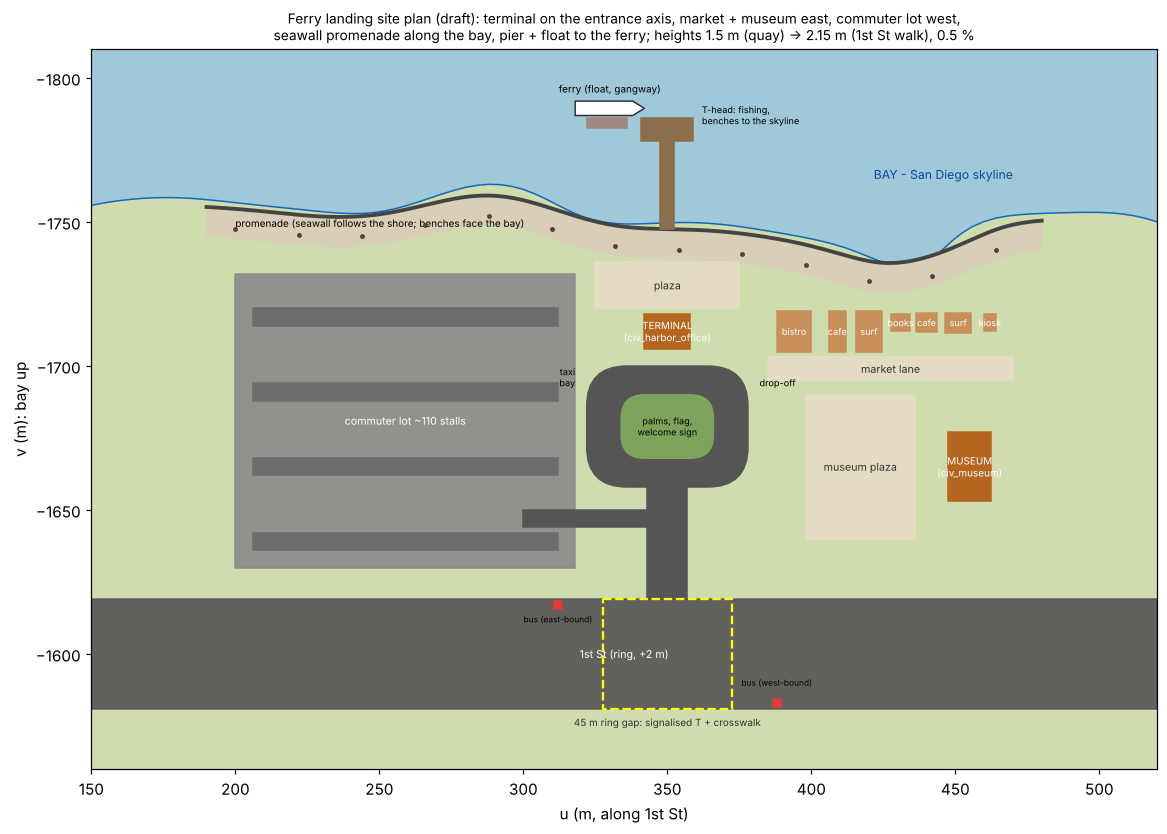 Ferry landing site plan (draft): terminal on the entrance axis, market + museum east, commuter lot west,
seawall promenade along the bay, pier + float to the ferry; heights 1.5 m (quay) → 2.15 m (1st St walk), 0.5 %
−1800
ferry (float, gangway)
T-head: fishing,
benches to the skyline
BAY - San Diego skyline
−1750
promenade (seawall follows the shore; benches face the bay)
plaza
TERMINAL
(civ_harbor_office)
bistro
cafe
surf
books
cafe
surf
kiosk
−1700
taxi
bay
drop-off
market lane
commuter lot ~110 stalls
palms, flag,
welcome sign
museum plaza
MUSEUM
(civ_museum)
v (m): bay up
−1650
bus (east-bound)
−1600
1st St (ring, +2 m)
bus (west-bound)
45 m ring gap: signalised T + crosswalk
150
200
250
300
350
400
450
500
u (m, along 1st St)